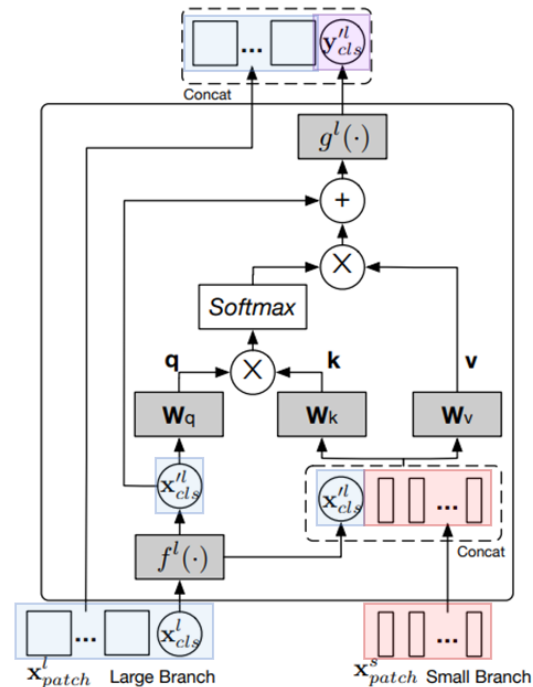 ... y'^l_cls
Concat
g^l(·)
+
X
Softmax
q X k v
W_q W_k W_v
x'^l_cls x'^l_cls ...
Concat
f^l(·)
... x^l_cls ...
x^l_patch Large Branch x^s_patch Small Branch